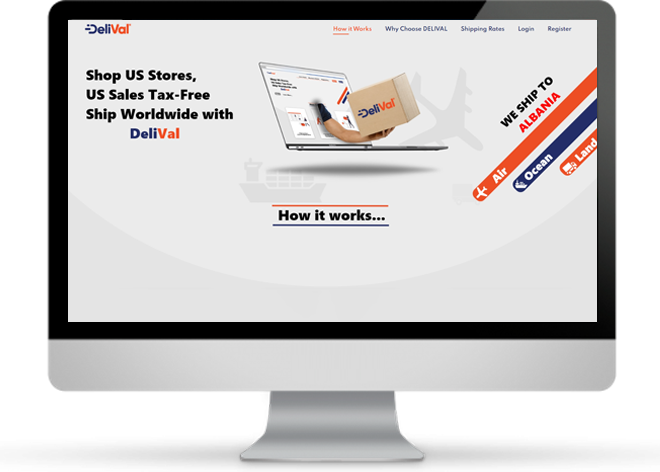 DeliVal
How it Works
Why Choose DELIVAL
Shipping Rates
Login
Register
Shop US Stores,
US Sales Tax-Free
Ship Worldwide with
DeliVal
DeliVal
WE SHIP TO
ALBANIA
Air
Ocean
Land
How it works...